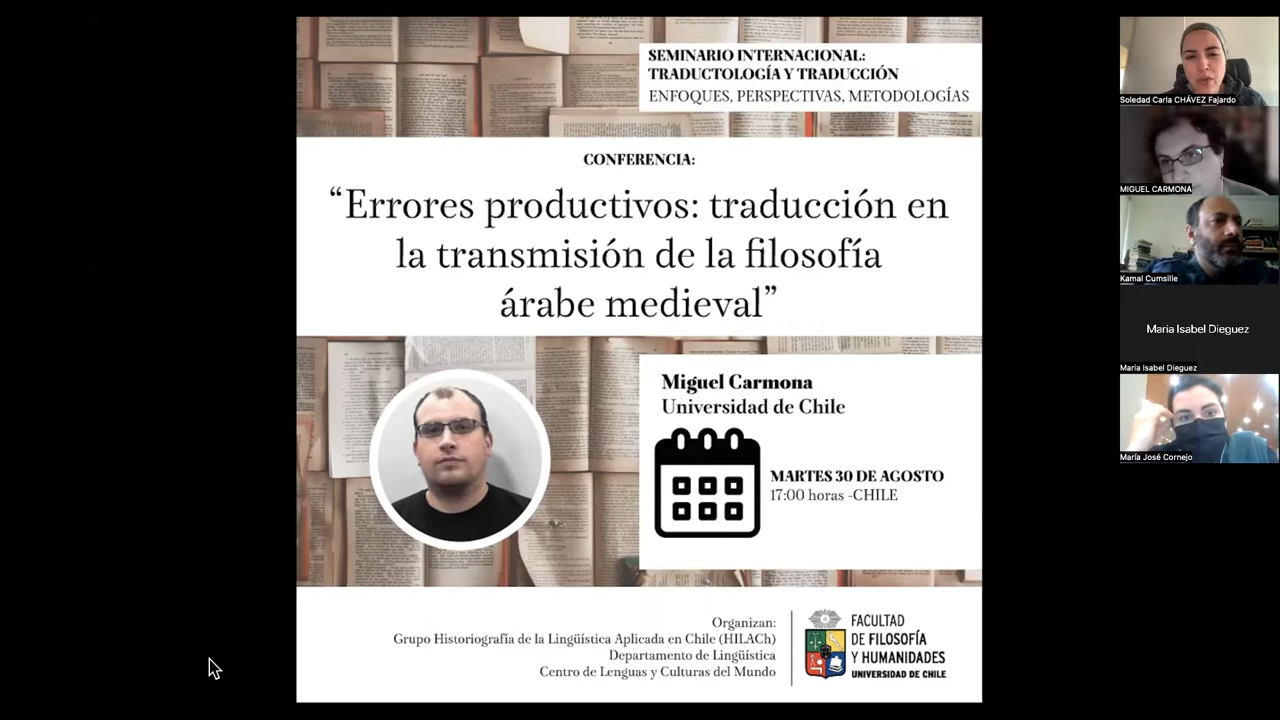 SEMINARIO INTERNACIONAL:
TRADUCTOLOGÍA Y TRADUCCIÓN
ENFOQUES, PERSPECTIVAS, METODOLOGÍAS
CONFERENCIA:
“Errores productivos: traducción en
la transmisión de la filosofía
árabe medieval”
Miguel Carmona
Universidad de Chile
MARTES 30 DE AGOSTO
17:00 horas -CHILE
Organizan:
Grupo Historiografía de la Lingüística Aplicada en Chile (HILACh)
Departamento de Lingüística
Centro de Lenguas y Culturas del Mundo
FACULTAD
DE FILOSOFÍA
Y HUMANIDADES
UNIVERSIDAD DE CHILE
Soledad Carla CHÁVEZ Fajardo
MIGUEL CARMONA
Kamal Cumsille
Maria Isabel Dieguez
Maria Isabel Dieguez
María José Cornejo